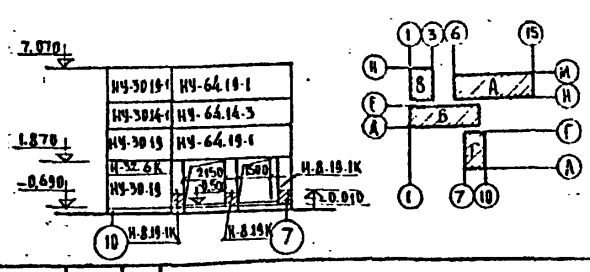 1 3 6 15
7.070
НУ-30.19-1 НУ-64.19-1
И В А И
Н
НУ-30.14-1 НУ-64.14-3
Е Б
Д
1.870
НУ-30.19 НУ-64.19-1
Г
Г
Н-32.6К 2150 1500 Н-8.19.1К
-0.690
НУ-30.19 -0.010
Л
1 7 10
10 Н-8.19.1К Н-8.19К 7